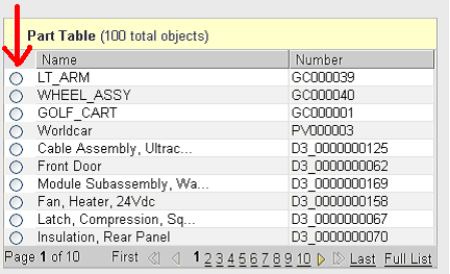 Part Table (100 total objects)
Name Number
LT_ARM GC000039
WHEEL_ASSY GC000040
GOLF_CART GC000001
Worldcar PV000003
Cable Assembly, Ultrac... D3_0000000125
Front Door D3_0000000062
Module Subassembly, Wa... D3_0000000169
Fan, Heater, 24Vdc D3_0000000158
Latch, Compression, Sq... D3_0000000067
Insulation, Rear Panel D3_0000000070
Page 1 of 10 First 1 2 3 4 5 6 7 8 9 10 Last Full List